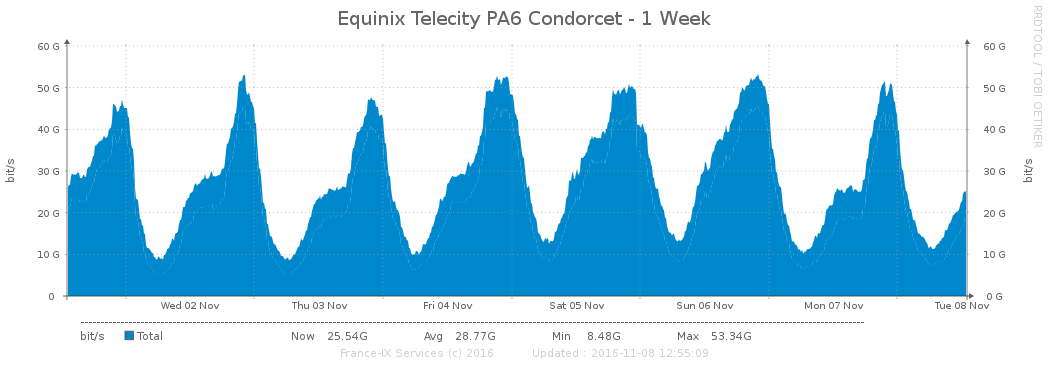 Equinix Telecity PA6 Condorcet - 1 Week
RRDTOOL / TOBI OETIKER
60 G 60 G
50 G 50 G
40 G 40 G
30 G 30 G
20 G 20 G
10 G 10 G
0 0 G
bit/s bit/s
Wed 02 Nov Thu 03 Nov Fri 04 Nov Sat 05 Nov Sun 06 Nov Mon 07 Nov Tue 08 Nov
bit/s Total Now 25.54G Avg 28.77G Min 8.48G Max 53.34G
France-IX Services (c) 2016 Updated : 2016-11-08 12:55:09